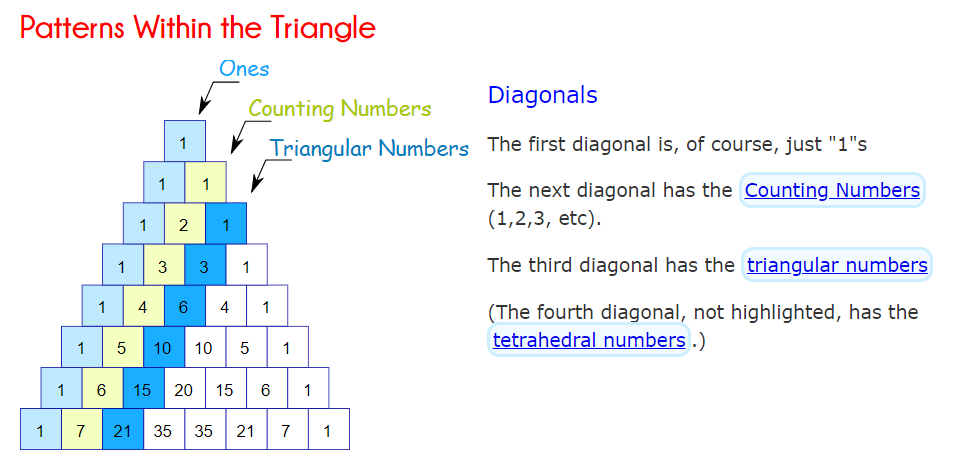 Patterns Within the Triangle
Ones
Counting Numbers
Triangular Numbers
1
1 1
1 2 1
1 3 3 1
1 4 6 4 1
1 5 10 10 5 1
1 6 15 20 15 6 1
1 7 21 35 35 21 7 1
Diagonals
The first diagonal is, of course, just "1"s
The next diagonal has the Counting Numbers
(1,2,3, etc).
The third diagonal has the triangular numbers
(The fourth diagonal, not highlighted, has the
tetrahedral numbers.)